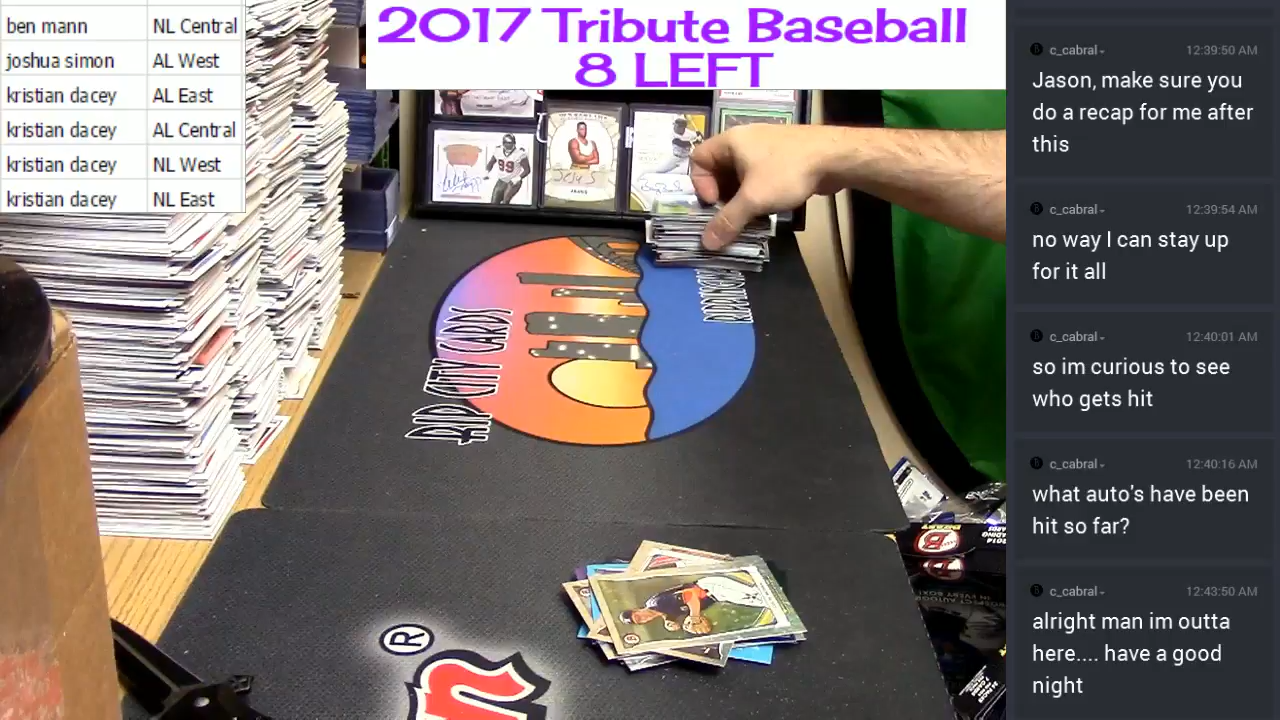 ben mann NL Central
joshua simon AL West
kristian dacey AL East
kristian dacey AL Central
kristian dacey NL West
kristian dacey NL East
2017 Tribute Baseball
8 LEFT
RIP CITY CARDS
99
®
c_cabral 12:39:50 AM
Jason, make sure you
do a recap for me after
this
c_cabral 12:39:54 AM
no way I can stay up
for it all
c_cabral 12:40:01 AM
so im curious to see
who gets hit
c_cabral 12:40:16 AM
what auto's have been
hit so far?
c_cabral 12:43:50 AM
alright man im outta
here.... have a good
night